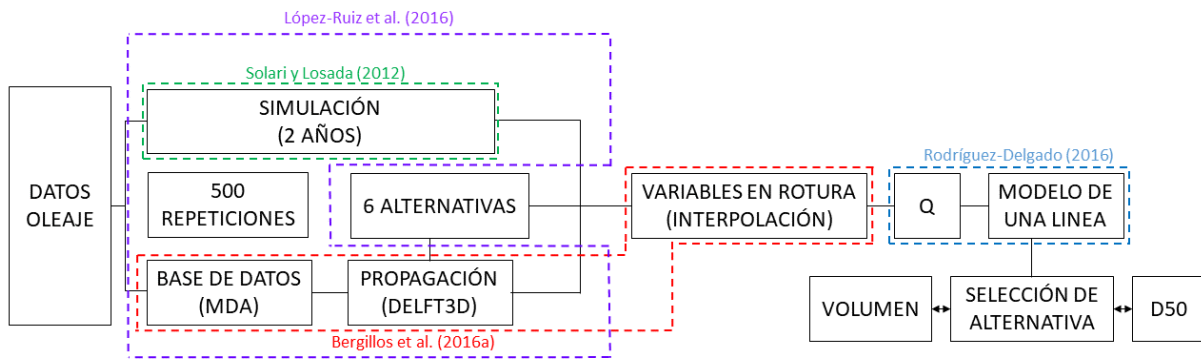 López-Ruiz et al. (2016)
Solari y Losada (2012)
SIMULACIÓN
(2 AÑOS)
DATOS
OLEAJE
500
REPETICIONES
6 ALTERNATIVAS
VARIABLES EN ROTURA
(INTERPOLACIÓN)
Rodríguez-Delgado (2016)
Q
MODELO DE
UNA LINEA
BASE DE DATOS
(MDA)
PROPAGACIÓN
(DELFT3D)
Bergillos et al. (2016a)
VOLUMEN
SELECCIÓN DE
ALTERNATIVA
D50